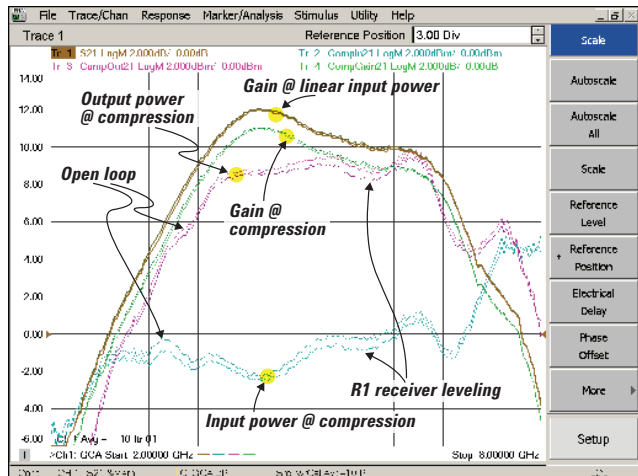 File Trace/Chan Response Marker/Analysis Stimulus Utility Help
Trace 1 Reference Position 3.00 Div
Tr 1 S21 LogM 2.000dB/ 0.00dB
Tr 2 CompIn21 LogM 2.000dBm/ 0.00dBm
Tr 3 CompOut21 LogM 2.000dBm/ 0.00dBm
Tr 4 CompGain21 LogM 2.000dB/ 0.00dB
14.00
12.00
10.00
8.00
6.00
4.00
2.00
0.00
-2.00
-4.00
-6.00
Gain @ linear input power
Output power
@ compression
Open loop
Gain @
compression
R1 receiver leveling
Input power @ compression
Avg = 10
>Ch1: GCA Start 2.00000 GHz
Stop 8.00000 GHz
Scale
Autoscale
Autoscale
All
Scale
Reference
Level
Reference
Position
Electrical
Delay
Phase
Offset
More
Setup